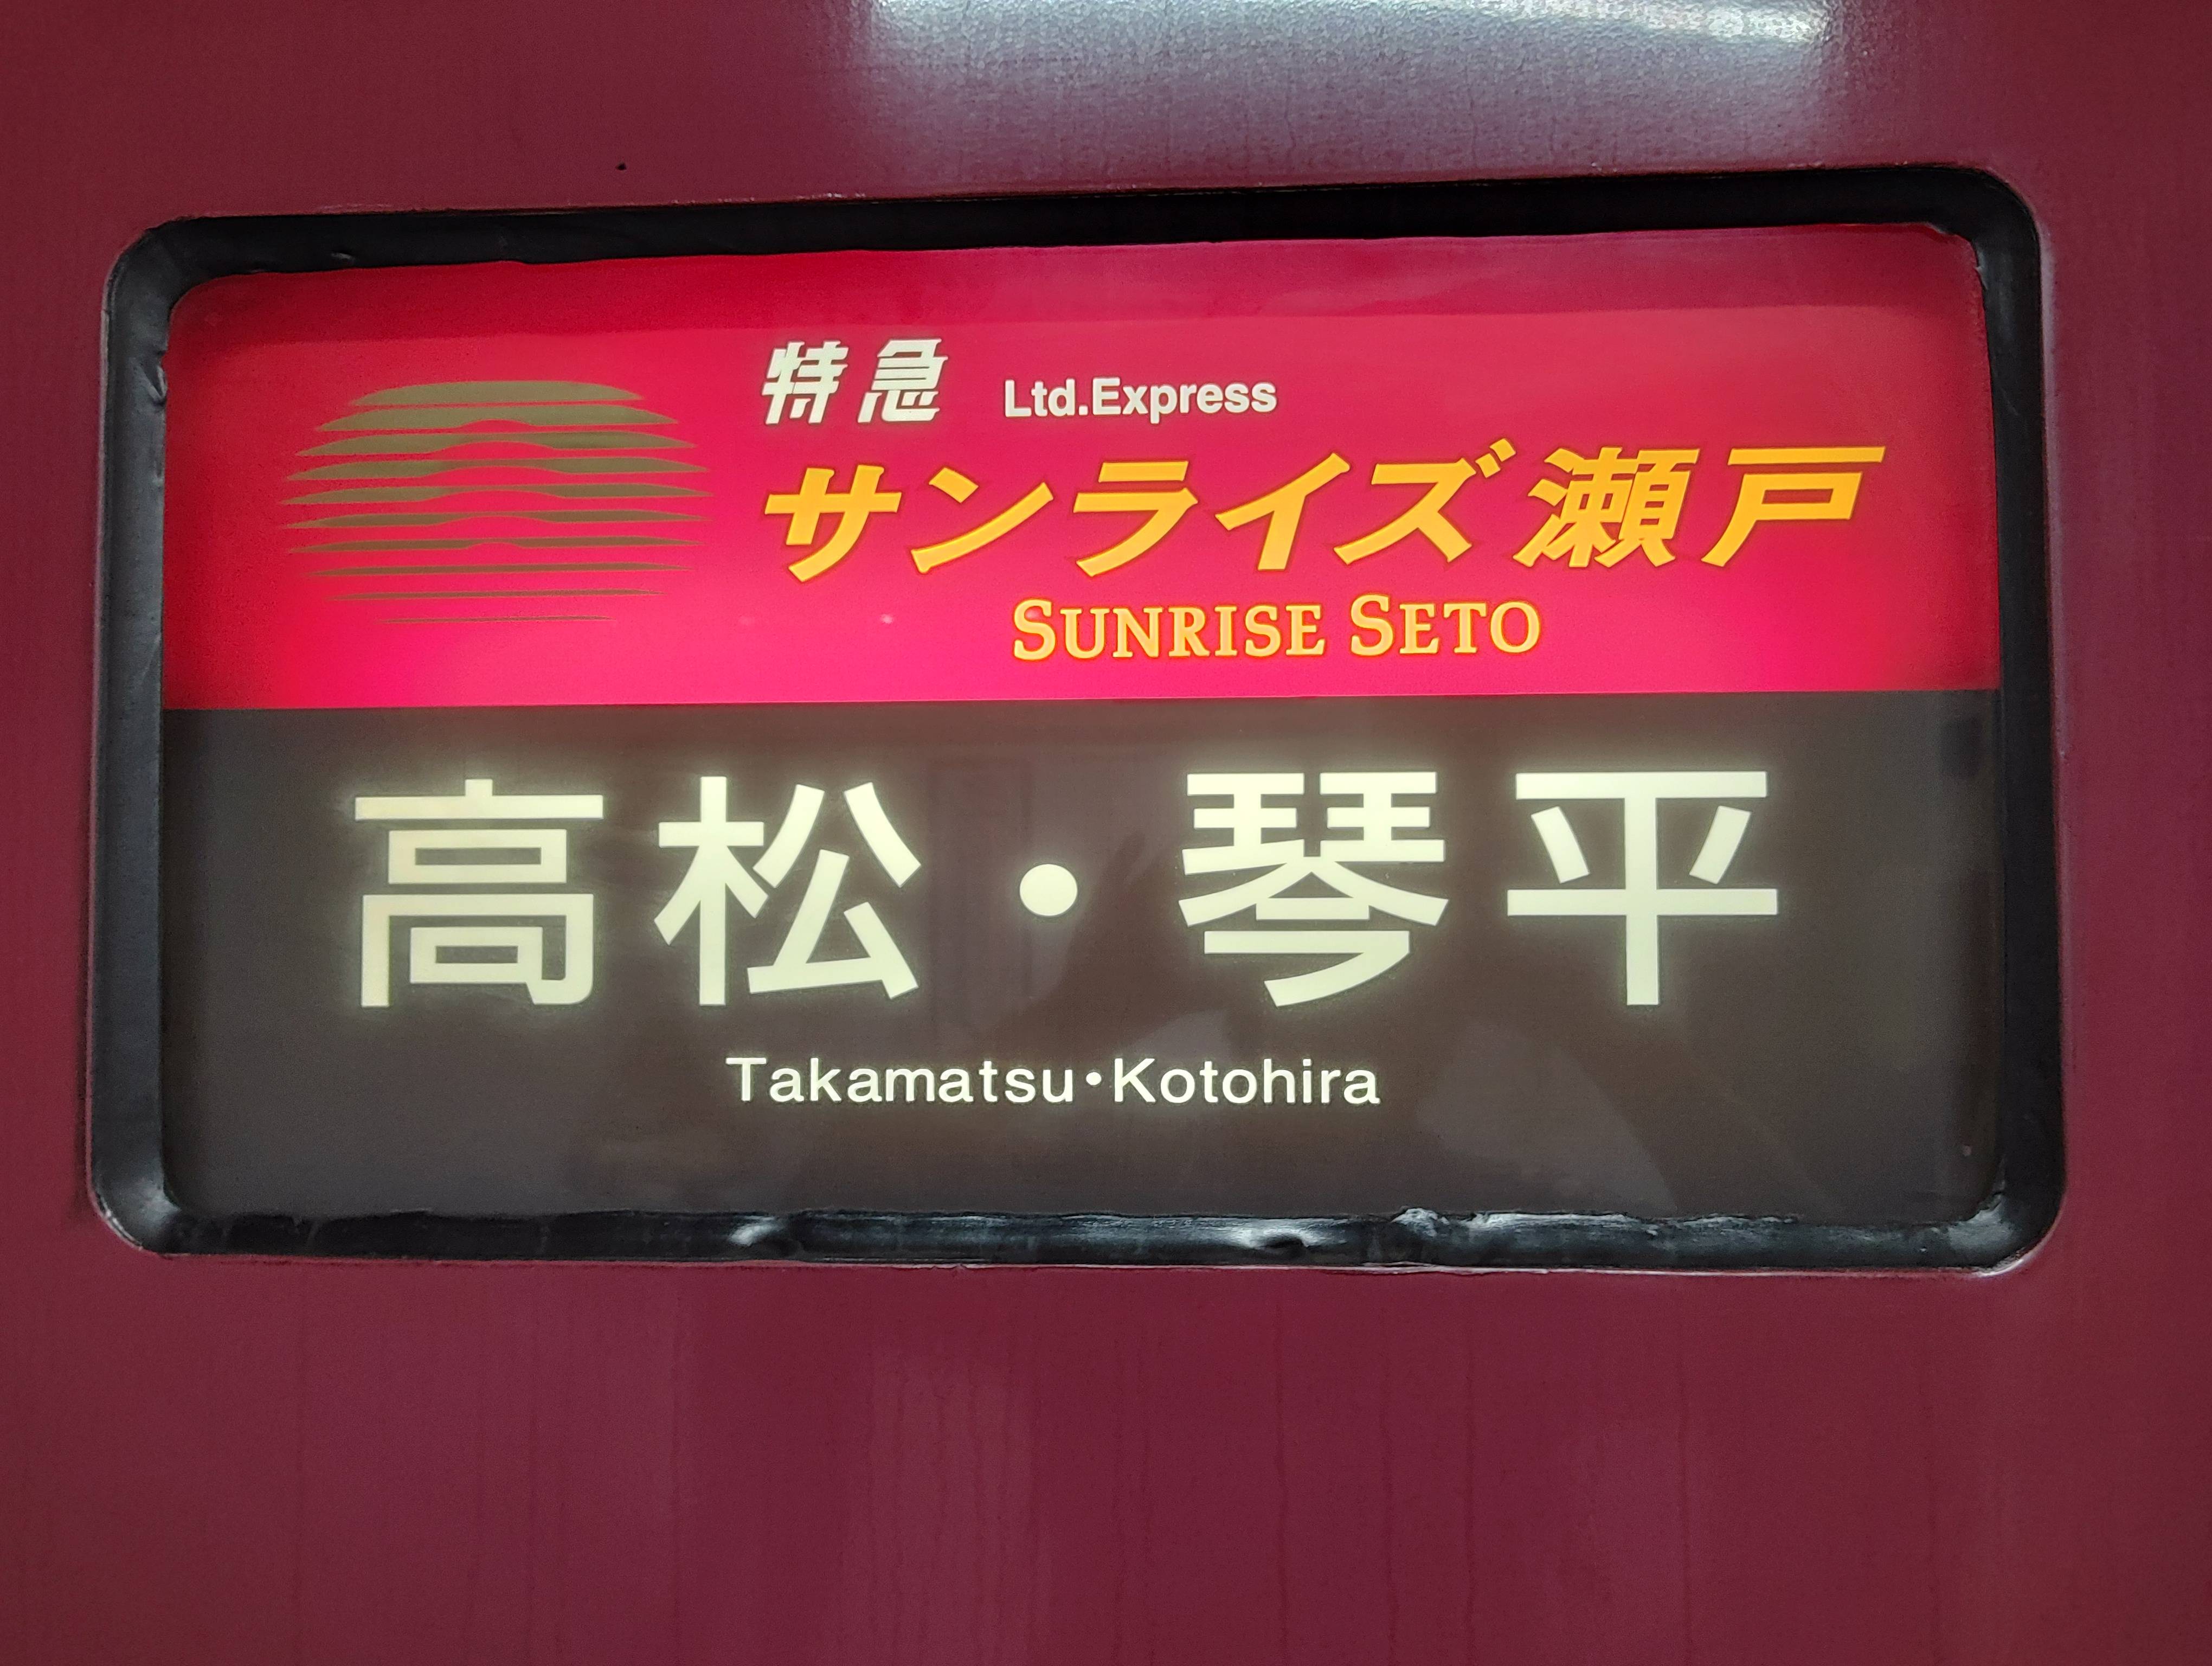 特急 Ltd.Express
サンライズ瀬戸
SUNRISE SETO
高松・琴平
Takamatsu・Kotohira